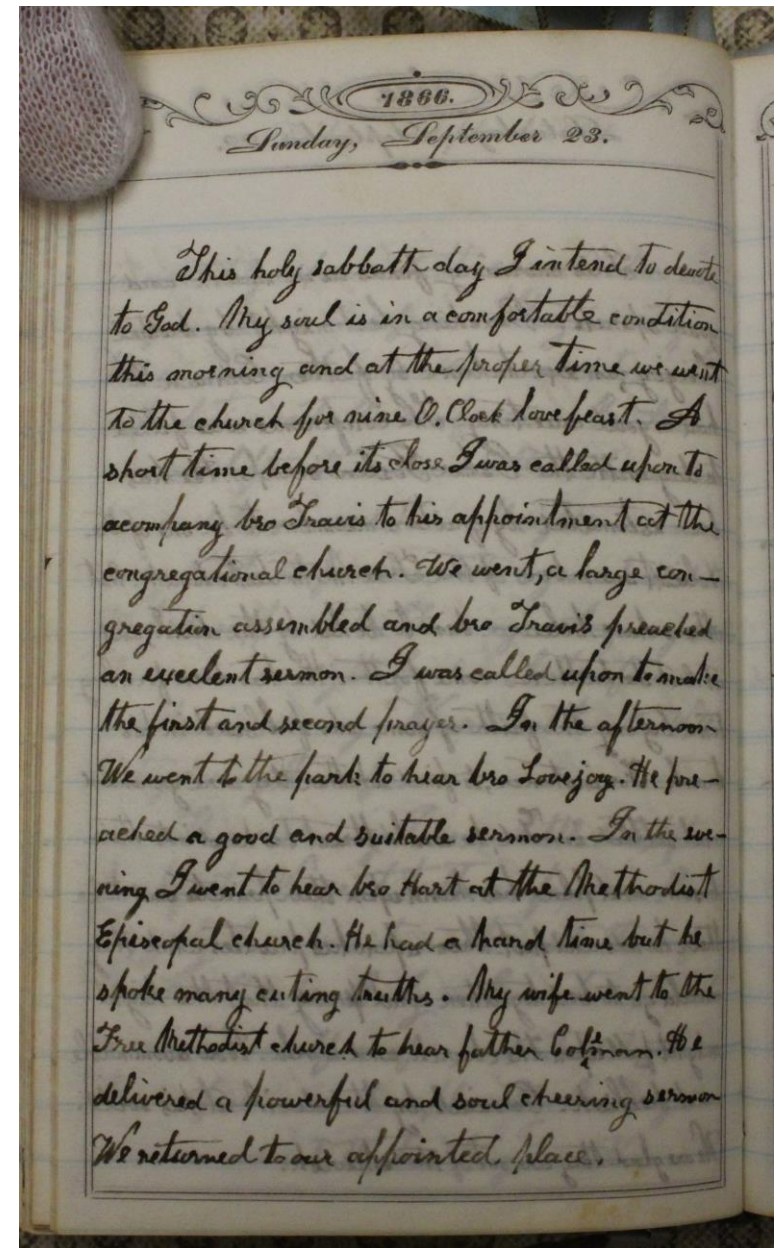 1866.
Sunday, September 23.
This holy sabbath day I intend to devote
to God. My soul is in a comfortable condition
this morning and at the proper time we went
to the church for nine O.Clock lovefeast. A
short time before its close I was called upon to
acompany bro Travis to his appointment at the
congregational church. We went, a large con-
gregation assembled and bro Travis preached
an excelent sermon. I was called upon to make
the first and second prayer. In the afternoon
We went to the park to hear bro Lovejoy. He pre-
ached a good and suitable sermon. In the eve-
ning I went to hear bro Hart at the Methodist
Episcopal church. He had a hand time but he
spoke many cuting truths. My wife went to the
Free Methodist church to hear father Coleman. He
delivered a powerful and soul cheering sermon
We returned to our appointed place.